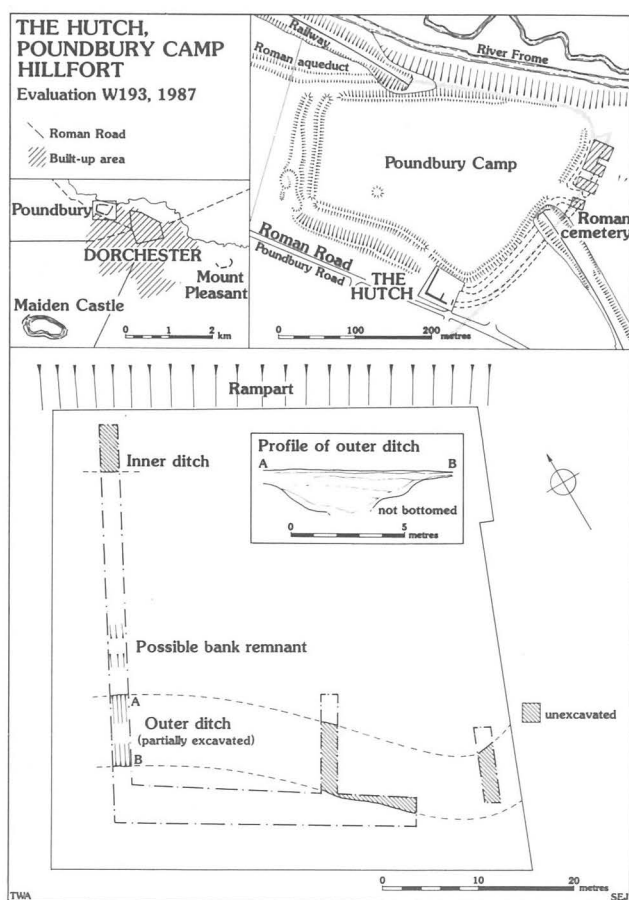 THE HUTCH,
POUNDBURY CAMP
HILLFORT
Evaluation W193, 1987
Roman Road
Built-up area
Poundbury
DORCHESTER
Mount
Pleasant
Maiden Castle
0 1 2
km
Railway
River Frome
Roman aqueduct
Poundbury Camp
Roman
cemetery
Roman Road
Poundbury Road
THE
HUTCH
0 100 200
metres
Rampart
Inner ditch
Profile of outer ditch
A B
not bottomed
0 5
metres
Possible bank remnant
A
Outer ditch
(partially excavated)
B
unexcavated
0 10 20
metres
TWA
SEJ